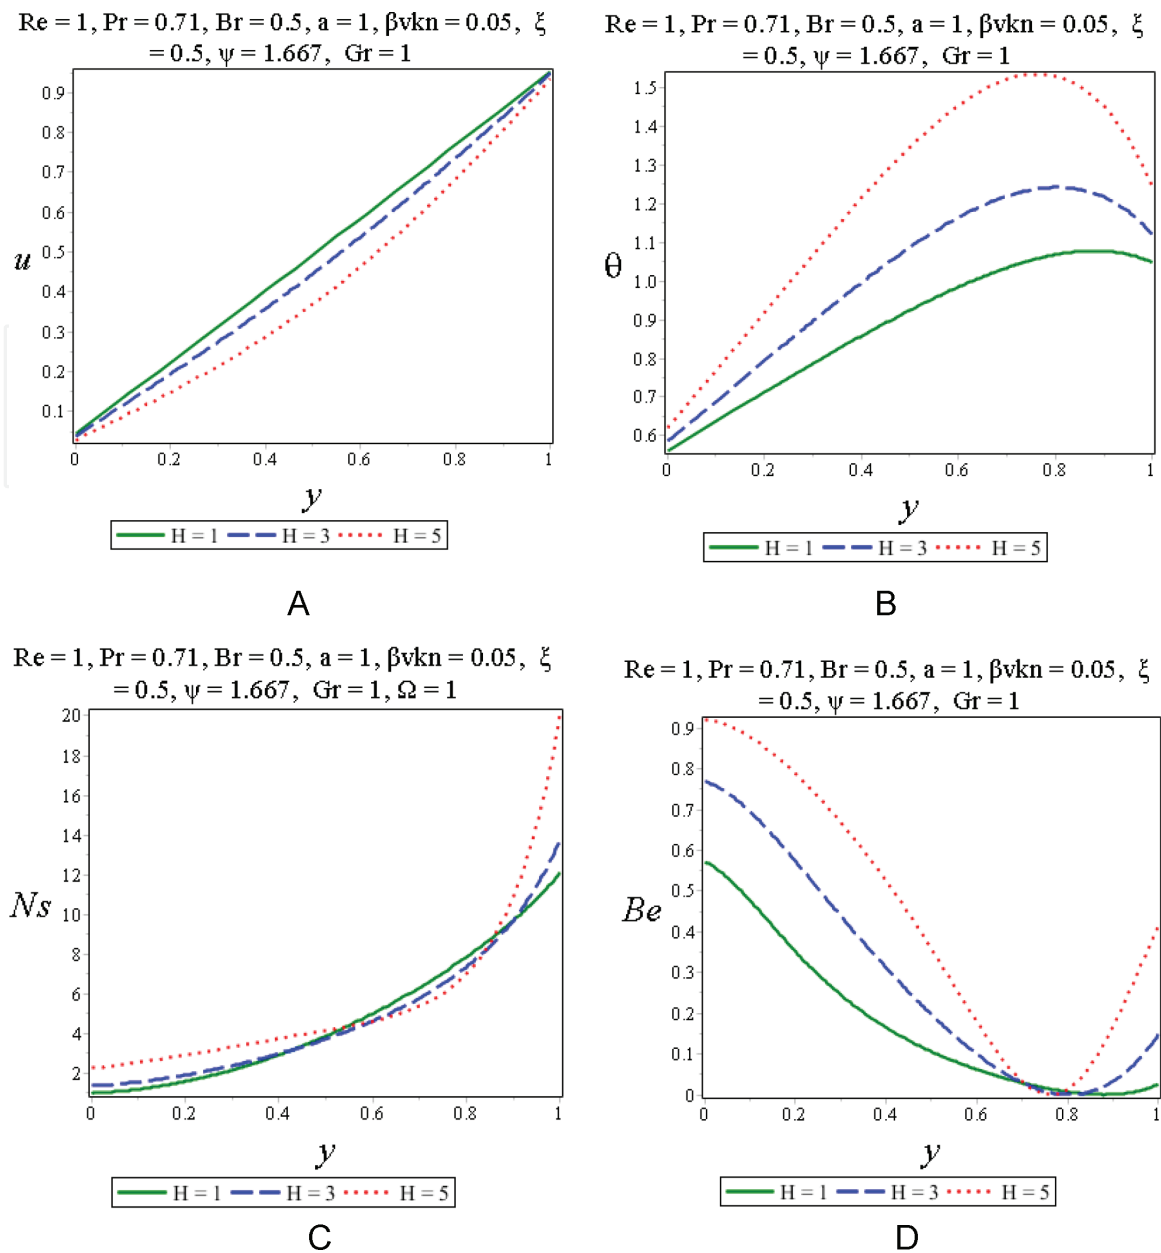 Re = 1, Pr = 0.71, Br = 0.5, a = 1, βvkn = 0.05, ξ
= 0.5, ψ = 1.667, Gr = 1
0.9
0.8
0.7
0.6
0.5
0.4
0.3
0.2
0.1
u
0 0.2 0.4 0.6 0.8 1
y
H = 1 H = 3 H = 5
A
Re = 1, Pr = 0.71, Br = 0.5, a = 1, βvkn = 0.05, ξ
= 0.5, ψ = 1.667, Gr = 1
1.5
1.4
1.3
1.2
1.1
1.0
0.9
0.8
0.7
0.6
θ
0 0.2 0.4 0.6 0.8 1
y
H = 1 H = 3 H = 5
B
Re = 1, Pr = 0.71, Br = 0.5, a = 1, βvkn = 0.05, ξ
= 0.5, ψ = 1.667, Gr = 1, Ω = 1
20
18
16
14
12
10
8
6
4
2
Ns
0 0.2 0.4 0.6 0.8 1
y
H = 1 H = 3 H = 5
C
Re = 1, Pr = 0.71, Br = 0.5, a = 1, βvkn = 0.05, ξ
= 0.5, ψ = 1.667, Gr = 1
0.9
0.8
0.7
0.6
0.5
0.4
0.3
0.2
0.1
0
Be
0 0.2 0.4 0.6 0.8 1
y
H = 1 H = 3 H = 5
D